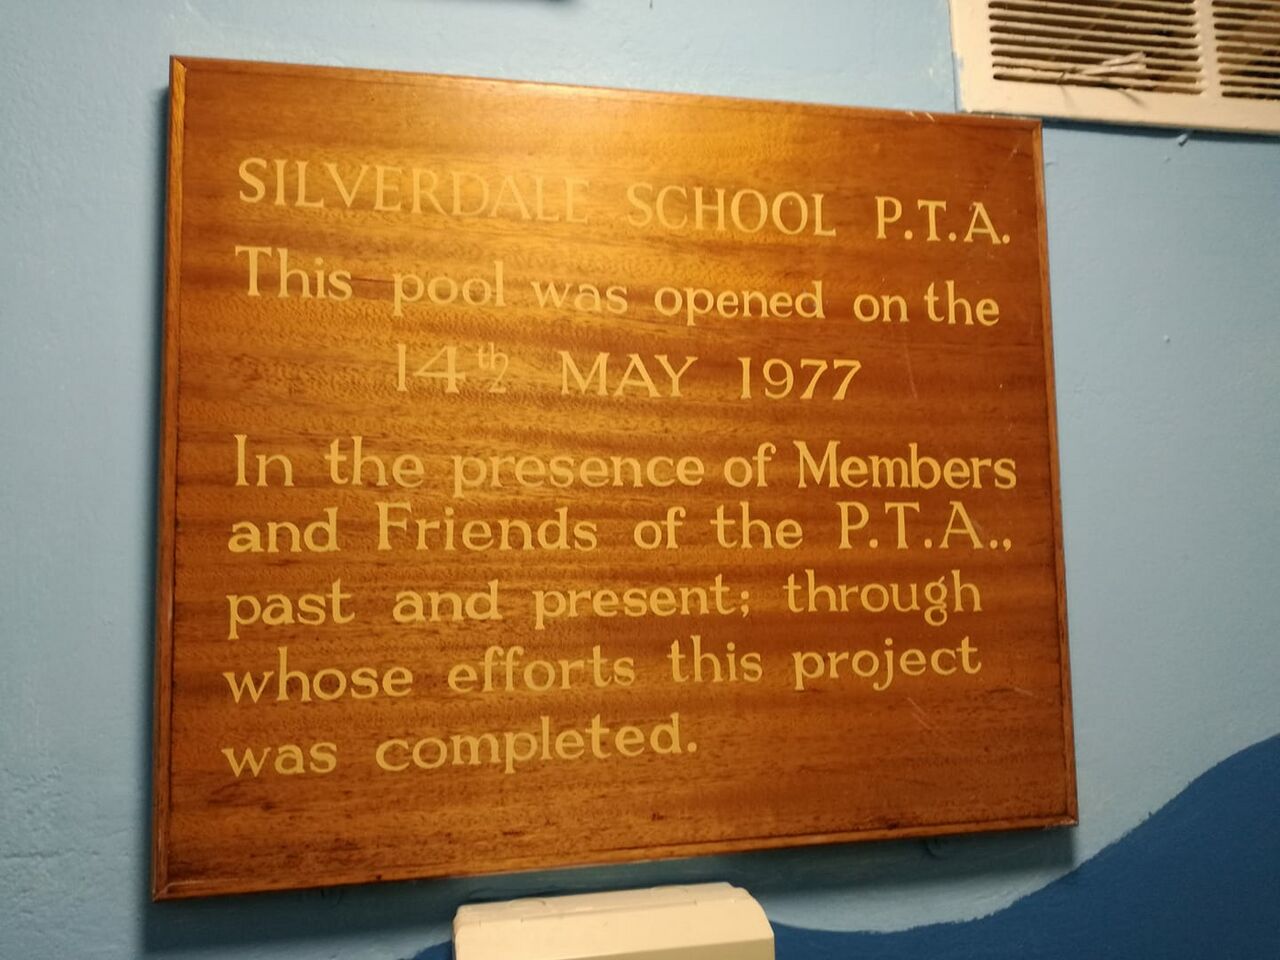 SILVERDALE SCHOOL P.T.A.
This pool was opened on the
14th MAY 1977
In the presence of Members
and Friends of the P.T.A.,
past and present; through
whose efforts this project
was completed.